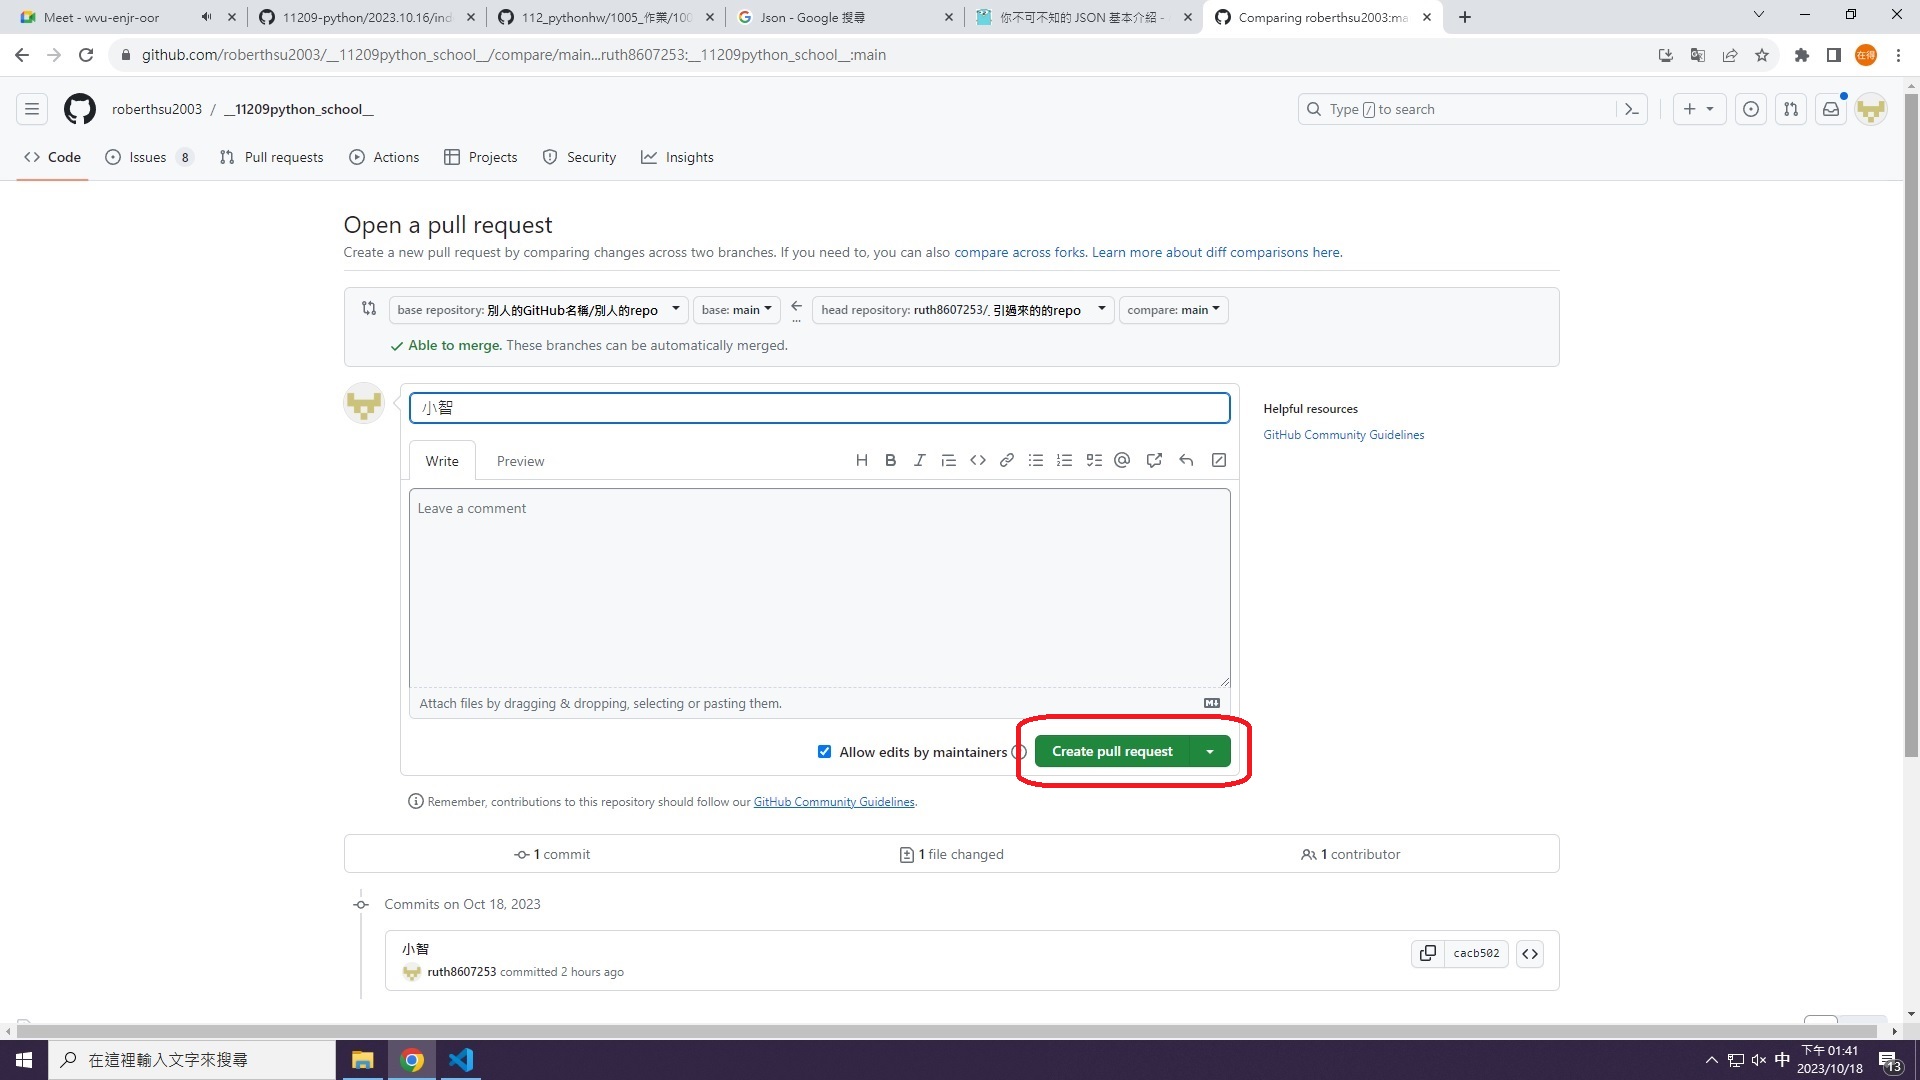 Meet - wvu-enjr-oor
11209-python/2023.10.16/ind
112_pythonhw/1005_作業/100
Json - Google 搜尋
你不可不知的 JSON 基本介紹 -
Comparing roberthsu2003:ma
github.com/roberthsu2003/__11209python_school__/compare/main...ruth8607253:__11209python_school__:main
在得
roberthsu2003 / __11209python_school__
Type / to search
Code
Issues 8
Pull requests
Actions
Projects
Security
Insights
Open a pull request
Create a new pull request by comparing changes across two branches. If you need to, you can also compare across forks. Learn more about diff comparisons here.
base repository: 別人的GitHub名稱/別人的repo
base: main
head repository: ruth8607253/_引過來的的repo
compare: main
Able to merge. These branches can be automatically merged.
小智
Helpful resources
GitHub Community Guidelines
Write
Preview
Leave a comment
Attach files by dragging & dropping, selecting or pasting them.
Allow edits by maintainers
Create pull request
Remember, contributions to this repository should follow our GitHub Community Guidelines.
1 commit
1 file changed
1 contributor
Commits on Oct 18, 2023
小智
ruth8607253 committed 2 hours ago
cacb502
在這裡輸入文字來搜尋
中
下午 01:41
2023/10/18
13